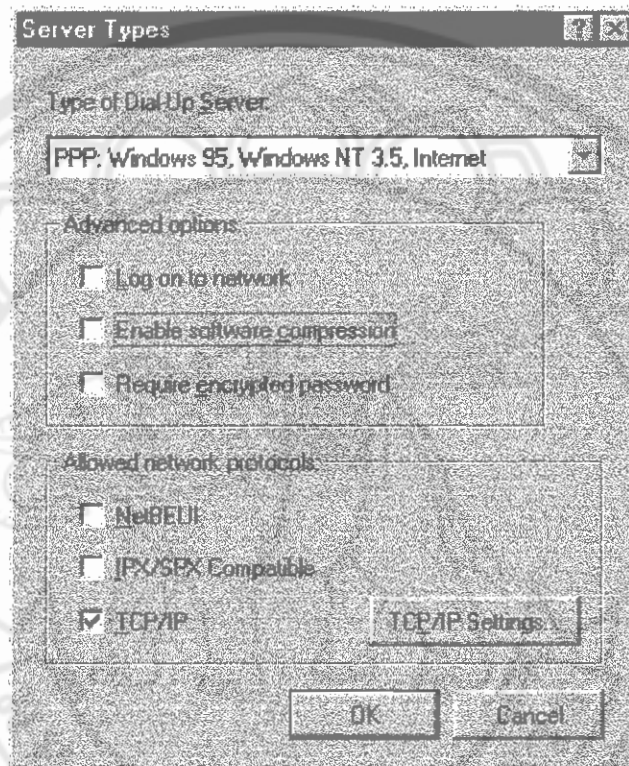 Server Types
Type of Dial-Up Server:
PPP: Windows 95, Windows NT 3.5, Internet
Advanced options:
Log on to network
Enable software compression
Require encrypted password
Allowed network protocols:
NetBEUI
IPX/SPX Compatible
TCP/IP
TCP/IP Settings...
OK
Cancel